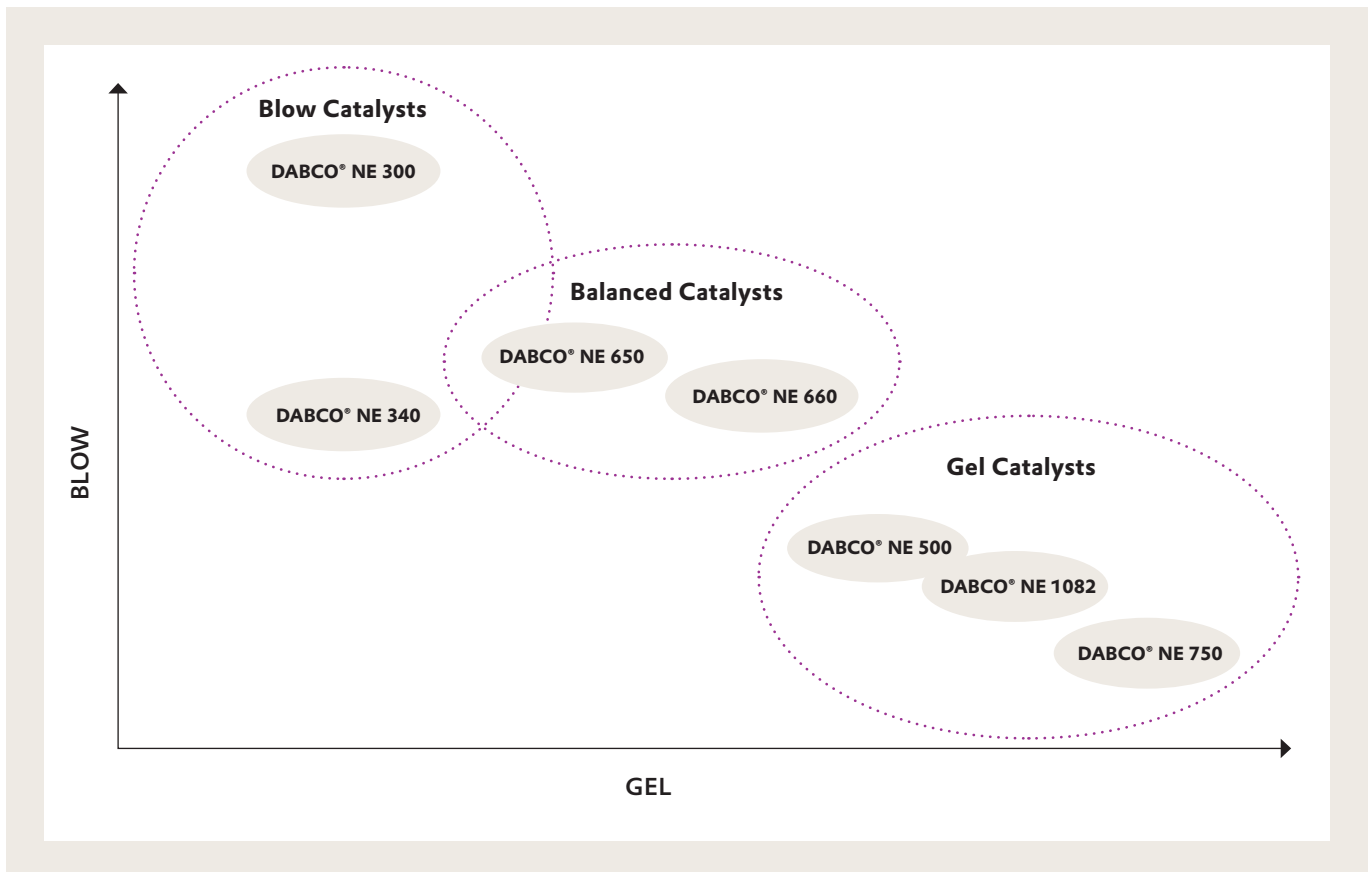 Blow Catalysts
DABCO® NE 300
Balanced Catalysts
DABCO® NE 650
DABCO® NE 660
DABCO® NE 340
Gel Catalysts
DABCO® NE 500
DABCO® NE 1082
DABCO® NE 750
BLOW
GEL